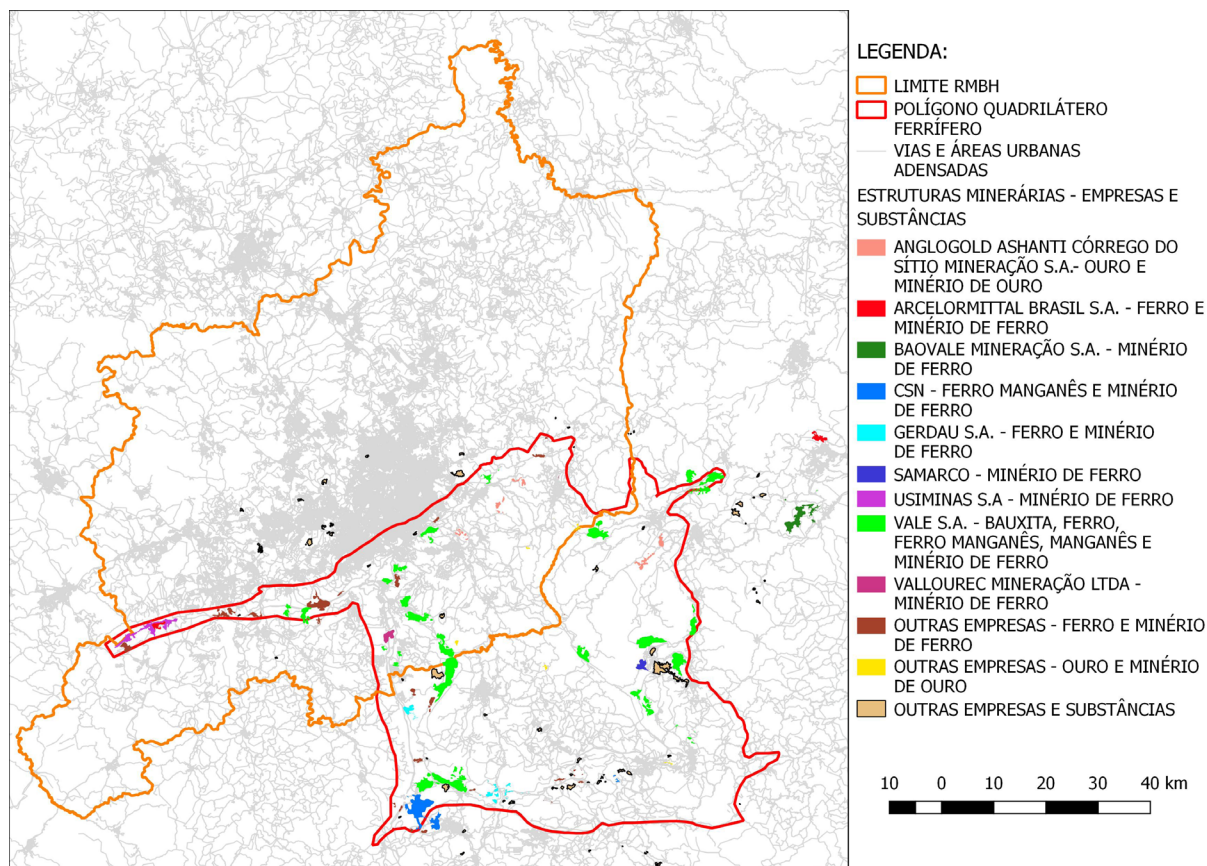 LEGENDA:
LIMITE RMBH
POLÍGONO QUADRILÁTERO
FERRÍFERO
VIAS E ÁREAS URBANAS
ADENSADAS
ESTRUTURAS MINERÁRIAS - EMPRESAS E
SUBSTÂNCIAS
ANGLOGOLD ASHANTI CÓRREGO DO
SÍTIO MINERAÇÃO S.A.- OURO E
MINÉRIO DE OURO
ARCELORMITTAL BRASIL S.A. - FERRO E
MINÉRIO DE FERRO
BAOVALE MINERAÇÃO S.A. - MINÉRIO
DE FERRO
CSN - FERRO MANGANÊS E MINÉRIO
DE FERRO
GERDAU S.A. - FERRO E MINÉRIO
DE FERRO
SAMARCO - MINÉRIO DE FERRO
USIMINAS S.A - MINÉRIO DE FERRO
VALE S.A. - BAUXITA, FERRO,
FERRO MANGANÊS, MANGANÊS E
MINÉRIO DE FERRO
VALLOUREC MINERAÇÃO LTDA -
MINÉRIO DE FERRO
OUTRAS EMPRESAS - FERRO E MINÉRIO
DE FERRO
OUTRAS EMPRESAS - OURO E MINÉRIO
DE OURO
OUTRAS EMPRESAS E SUBSTÂNCIAS
10 0 10 20 30 40 km